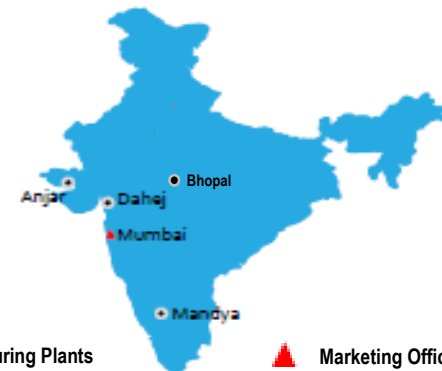 Bhopal
Anjar
Dahej
Mumbai
Mandya
uring Plants
Marketing Offic